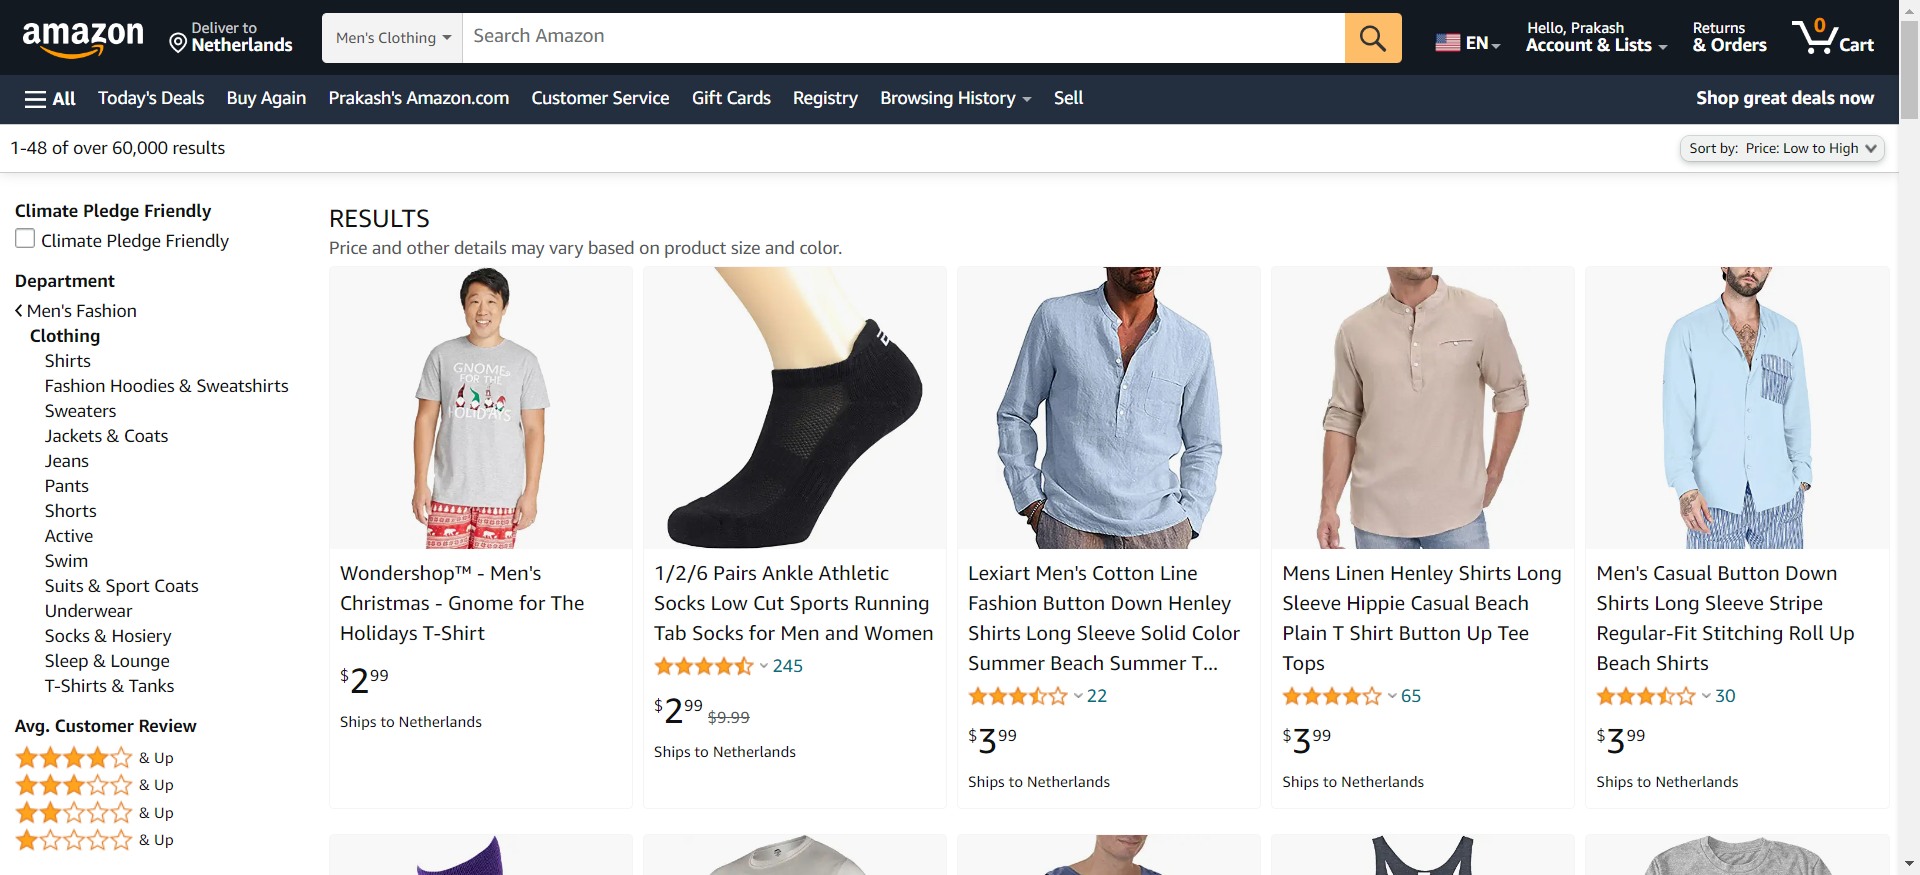 amazon
Deliver to
Netherlands
Men's Clothing
Search Amazon
EN
Hello, Prakash
Account & Lists
Returns
& Orders
0
Cart
All
Today's Deals
Buy Again
Prakash's Amazon.com
Customer Service
Gift Cards
Registry
Browsing History
Sell
Shop great deals now
1-48 of over 60,000 results
Sort by: Price: Low to High
Climate Pledge Friendly
Climate Pledge Friendly
Department
Men's Fashion
Clothing
Shirts
Fashion Hoodies & Sweatshirts
Sweaters
Jackets & Coats
Jeans
Pants
Shorts
Active
Swim
Suits & Sport Coats
Underwear
Socks & Hosiery
Sleep & Lounge
T-Shirts & Tanks
Avg. Customer Review
& Up
& Up
& Up
& Up
RESULTS
Price and other details may vary based on product size and color.
GNOME
FOR THE
HOLIDAYS
Wondershop™ - Men's
Christmas - Gnome for The
Holidays T-Shirt
$2.99
Ships to Netherlands
1/2/6 Pairs Ankle Athletic
Socks Low Cut Sports Running
Tab Socks for Men and Women
245
$2.99 $9.99
Ships to Netherlands
Lexiart Men's Cotton Line
Fashion Button Down Henley
Shirts Long Sleeve Solid Color
Summer Beach Summer T...
22
$3.99
Ships to Netherlands
Mens Linen Henley Shirts Long
Sleeve Hippie Casual Beach
Plain T Shirt Button Up Tee
Tops
65
$3.99
Ships to Netherlands
Men's Casual Button Down
Shirts Long Sleeve Stripe
Regular-Fit Stitching Roll Up
Beach Shirts
30
$3.99
Ships to Netherlands